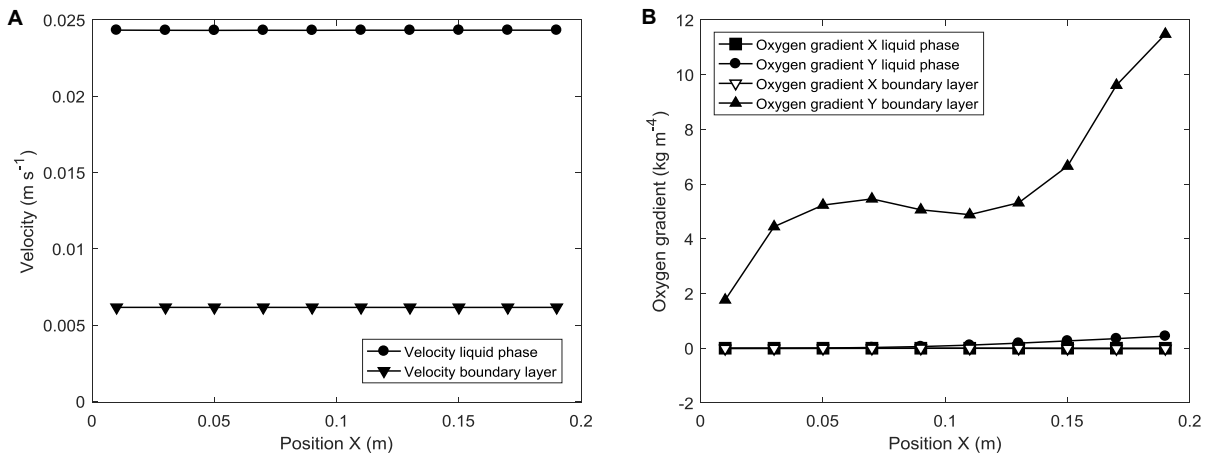 A
0.025
0.02
0.015
0.01
0.005
0
Velocity (m s-1)
Velocity liquid phase
Velocity boundary layer
0 0.05 0.1 0.15 0.2
Position X (m)
B
12
10
8
6
4
2
0
-2
Oxygen gradient (kg m-4)
Oxygen gradient X liquid phase
Oxygen gradient Y liquid phase
Oxygen gradient X boundary layer
Oxygen gradient Y boundary layer
0 0.05 0.1 0.15 0.2
Position X (m)